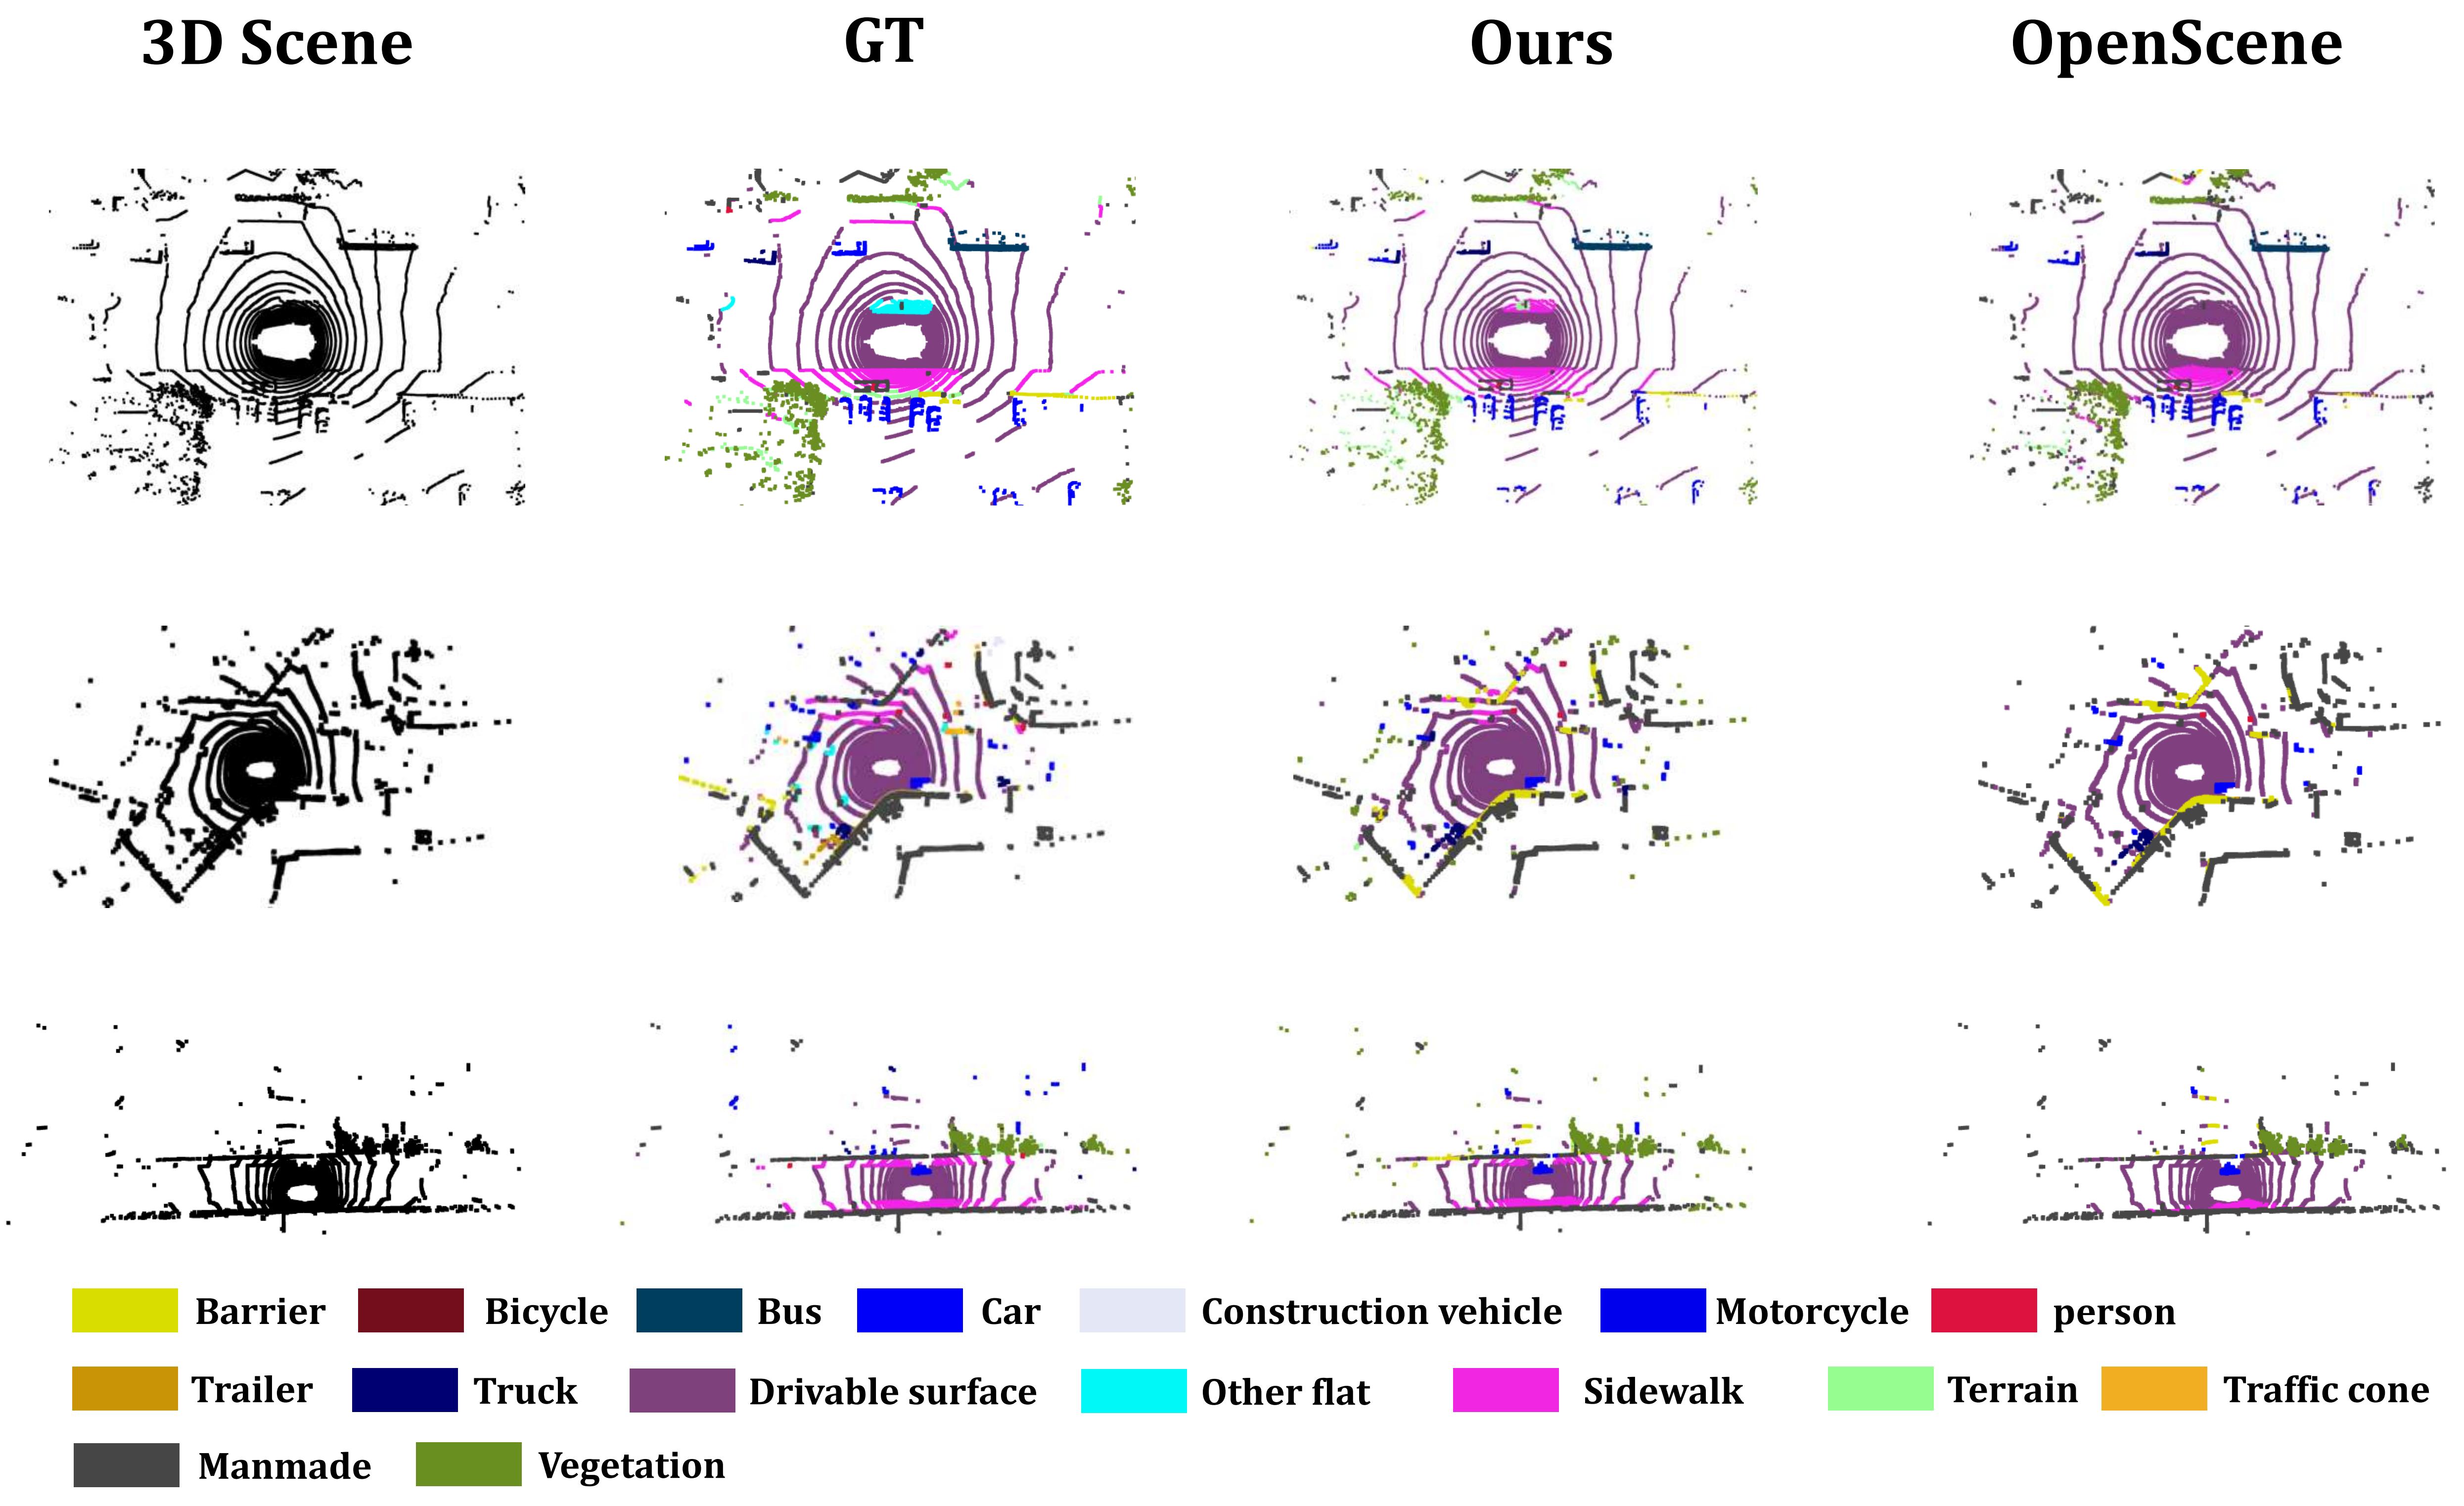 3D Scene GT Ours OpenScene
Barrier Bicycle Bus Car Construction vehicle Motorcycle person
Trailer Truck Drivable surface Other flat Sidewalk Terrain Traffic cone
Manmade Vegetation